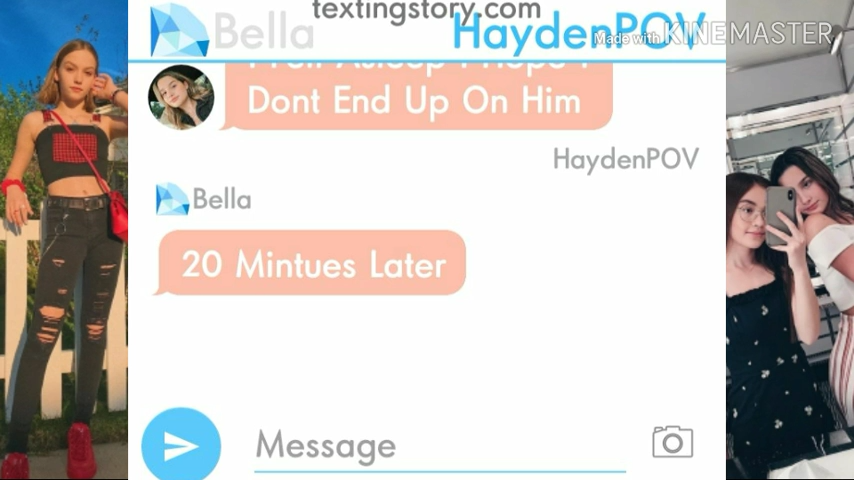 textingstory.com
Bella
HaydenPOV
Made with KINEMASTER
Dont End Up On Him
HaydenPOV
Bella
20 Mintues Later
Message